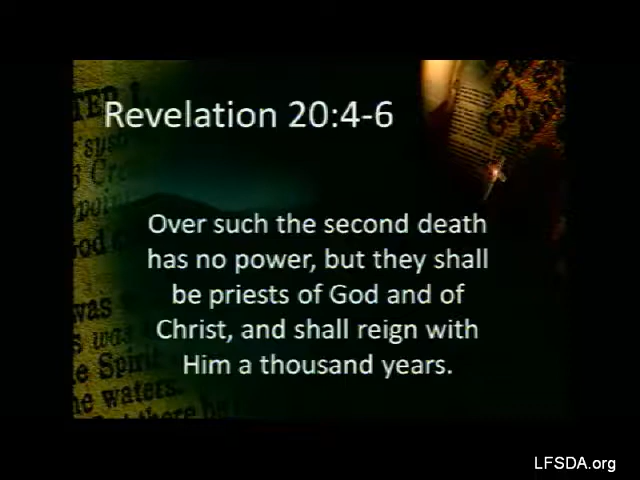 Revelation 20:4-6
Over such the second death
has no power, but they shall
be priests of God and of
Christ, and shall reign with
Him a thousand years.
LFSDA.org